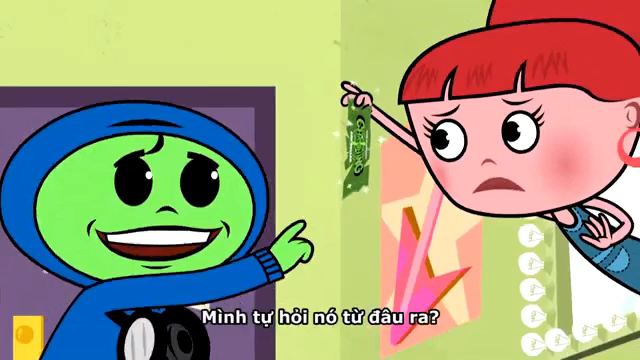 Mình tự hỏi nó từ đâu ra?